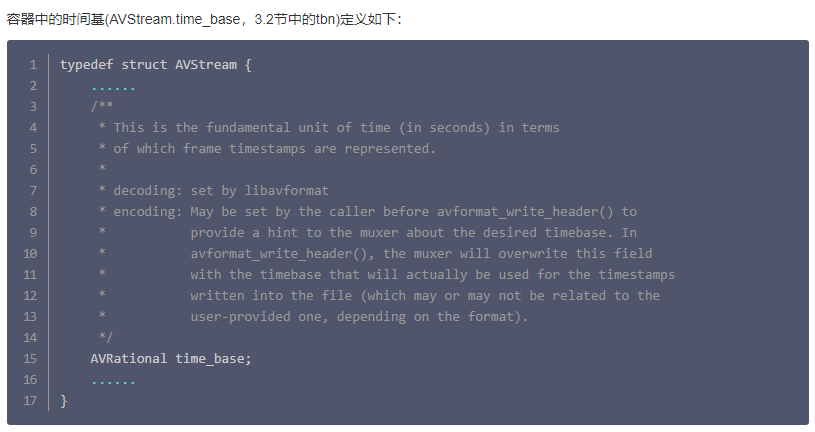 容器中的时间基(AVStream.time_base，3.2节中的tbn)定义如下：
1 typedef struct AVStream {
2     ......
3     /**
4      * This is the fundamental unit of time (in seconds) in terms
5      * of which frame timestamps are represented.
6      *
7      * decoding: set by libavformat
8      * encoding: May be set by the caller before avformat_write_header() to
9      *           provide a hint to the muxer about the desired timebase. In
10      *           avformat_write_header(), the muxer will overwrite this field
11      *           with the timebase that will actually be used for the timestamps
12      *           written into the file (which may or may not be related to the
13      *           user-provided one, depending on the format).
14      */
15     AVRational time_base;
16     ......
17 }